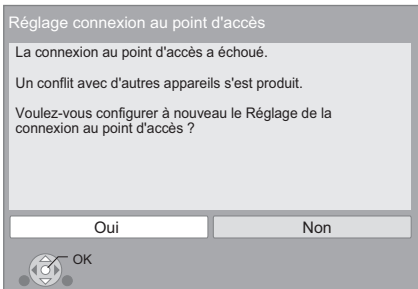 Réglage connexion au point d'accès
La connexion au point d'accès a échoué.
Un conflit avec d'autres appareils s'est produit.
Voulez-vous configurer à nouveau le Réglage de la
connexion au point d'accès ?
Oui
Non
OK